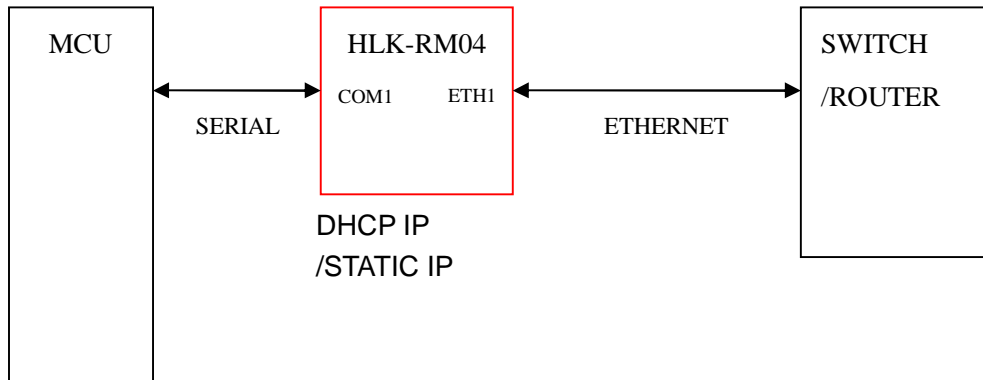 MCU
HLK-RM04
SWITCH
/ROUTER
COM1
ETH1
SERIAL
ETHERNET
DHCP IP
/STATIC IP